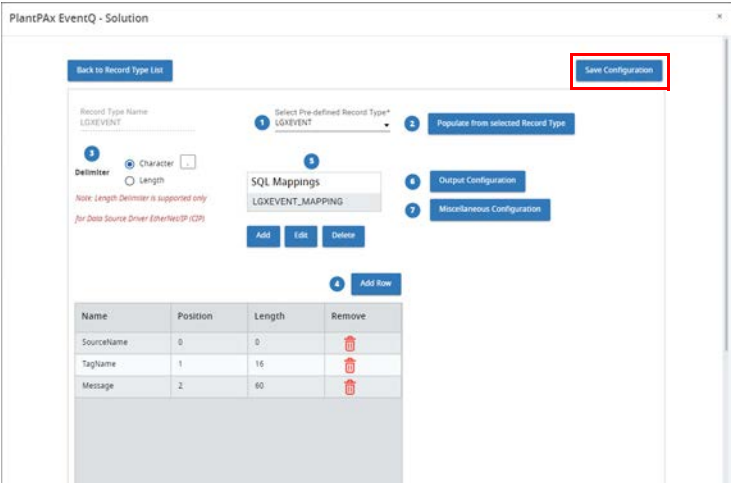 PlantPAx EventQ - Solution
×
Back to Record Type List
Save Configuration
Record Type Name
LGXEVENT
1
Select Pre-defined Record Type*
LGXEVENT
2
Populate from selected Record Type
3
Delimiter
Character
Length
Note: Length Delimiter is supported only
for Data Source Driver EtherNet/IP (CIP)
5
SQL Mappings
LGXEVENT_MAPPING
Add
Edit
Delete
6
Output Configuration
7
Miscellaneous Configuration
4
Add Row
Name Position Length Remove
SourceName 0 0
TagName 1 16
Message 2 60